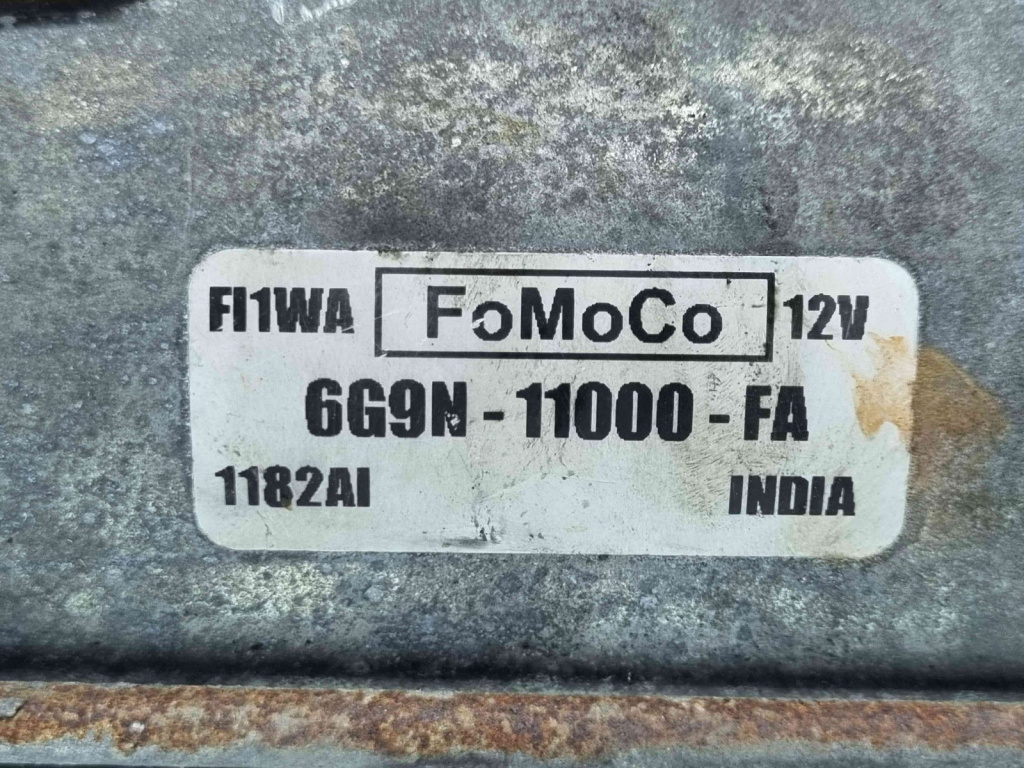 FI1WA FoMoCo 12V
6G9N - 11000 - FA
1182AI INDIA